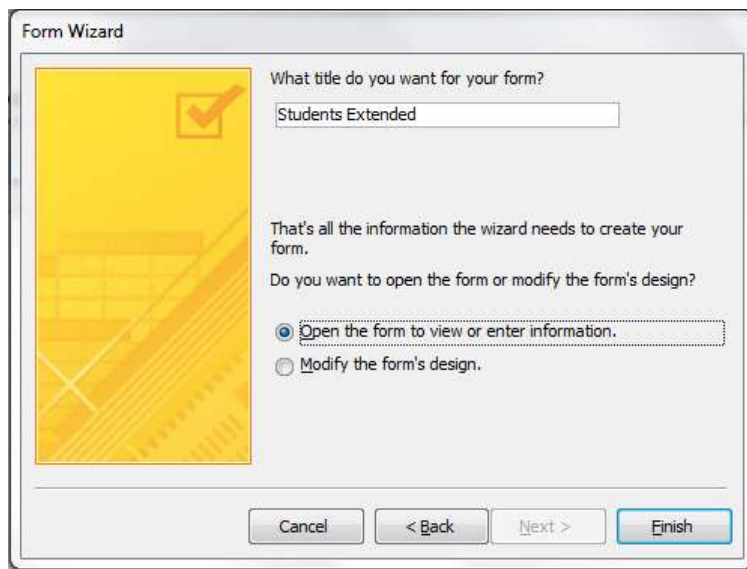 Form Wizard
What title do you want for your form?
Students Extended
That's all the information the wizard needs to create your
form.
Do you want to open the form or modify the form's design?
Open the form to view or enter information.
Modify the form's design.
Cancel
< Back
Next >
Finish